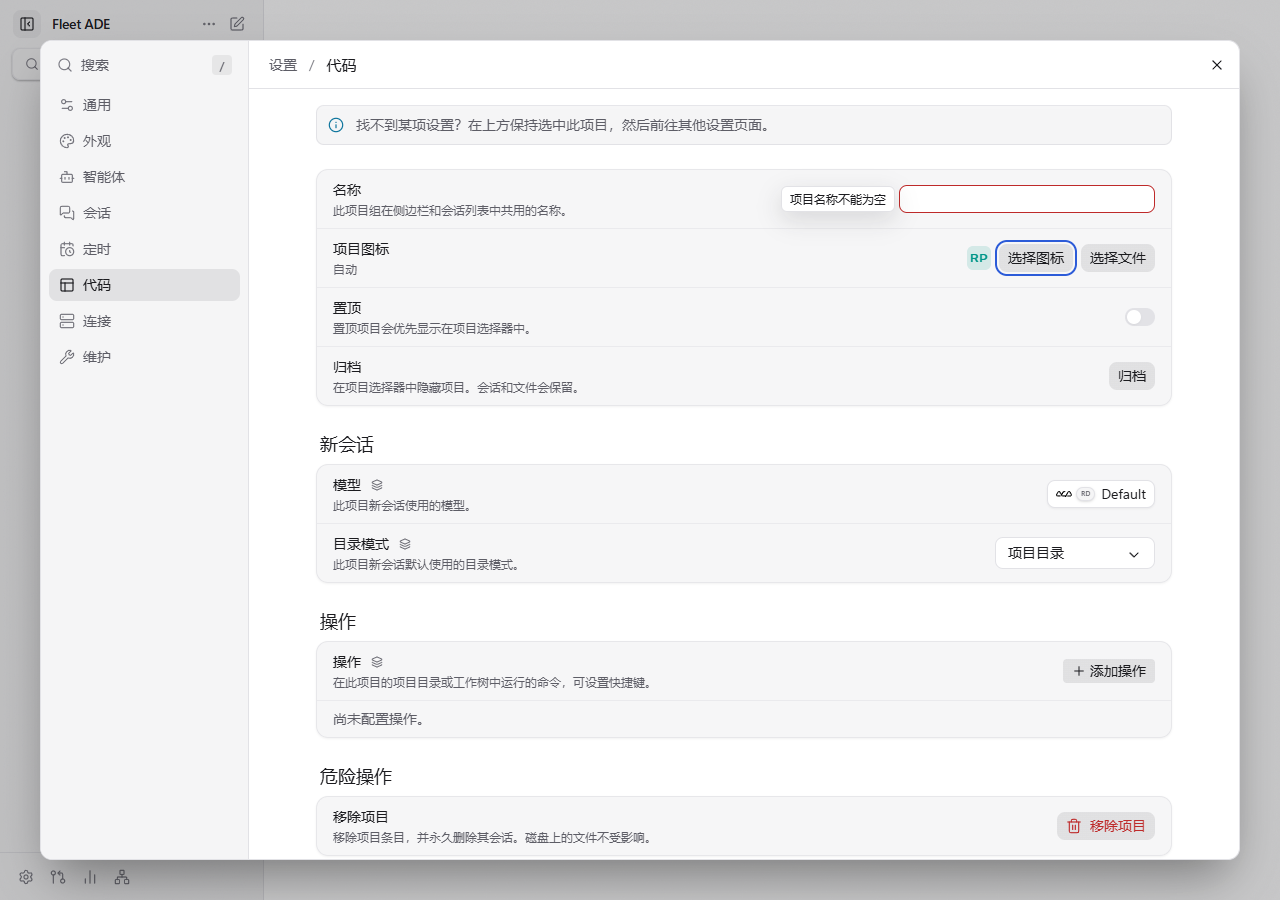 Fleet ADE
搜索
/
通用
外观
智能体
会话
定时
代码
连接
维护
设置 / 代码
找不到某项设置？在上方保持选中此项目，然后前往其他设置页面。
名称
此项目组在侧边栏和会话列表中共用的名称。
项目名称不能为空
项目图标
自动
RP
选择图标
选择文件
置顶
置顶项目会优先显示在项目选择器中。
归档
在项目选择器中隐藏项目。会话和文件会保留。
归档
新会话
模型
此项目新会话使用的模型。
RD
Default
目录模式
此项目新会话默认使用的目录模式。
项目目录
操作
操作
在此项目的项目目录或工作树中运行的命令，可设置快捷键。
添加操作
尚未配置操作。
危险操作
移除项目
移除项目条目，并永久删除其会话。磁盘上的文件不受影响。
移除项目